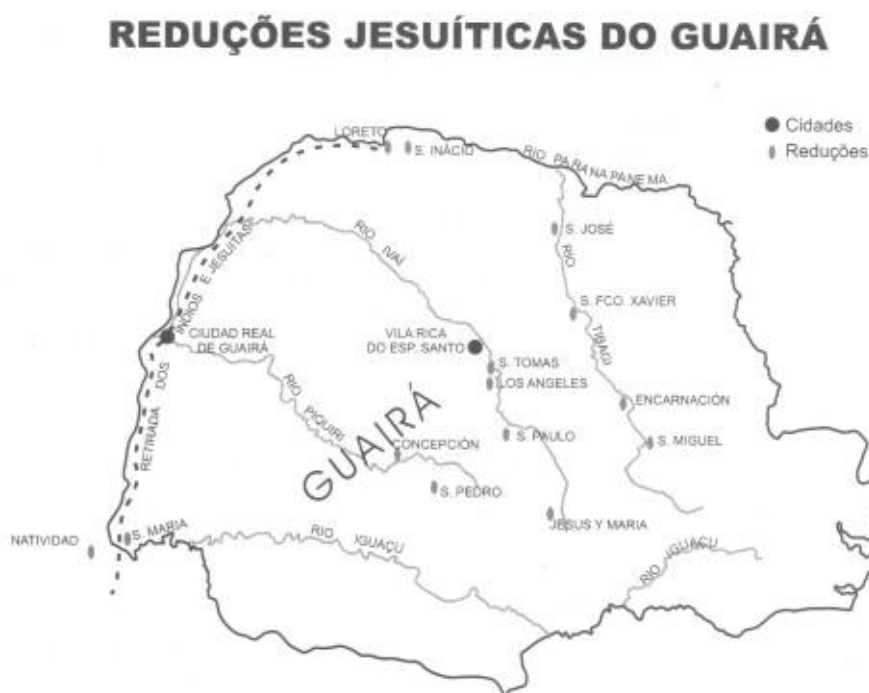 REDUÇÕES JESUÍTICAS DO GUAIRÁ
Cidades
Reduções
LORETO
S. INÁCIO
RIO PARANAPANEMA
S. JOSÉ
RIO TIBAGI
RIO IVAÍ
S. FCO. XAVIER
RETIRADA DOS ÍNDIOS E JESUITAS
CIUDAD REAL
DE GUAIRÁ
VILA RICA
DO ESP. SANTO
S. TOMAS
LOS ANGELES
RIO PIQUIRI
GUAIRÁ
ENCARNACIÓN
S. PAULO
S. MIGUEL
CONCEPCIÓN
S. PEDRO
JESUS Y MARIA
NATIVIDAD
S. MARIA
RIO IGUAÇU
RIO IGUAÇU